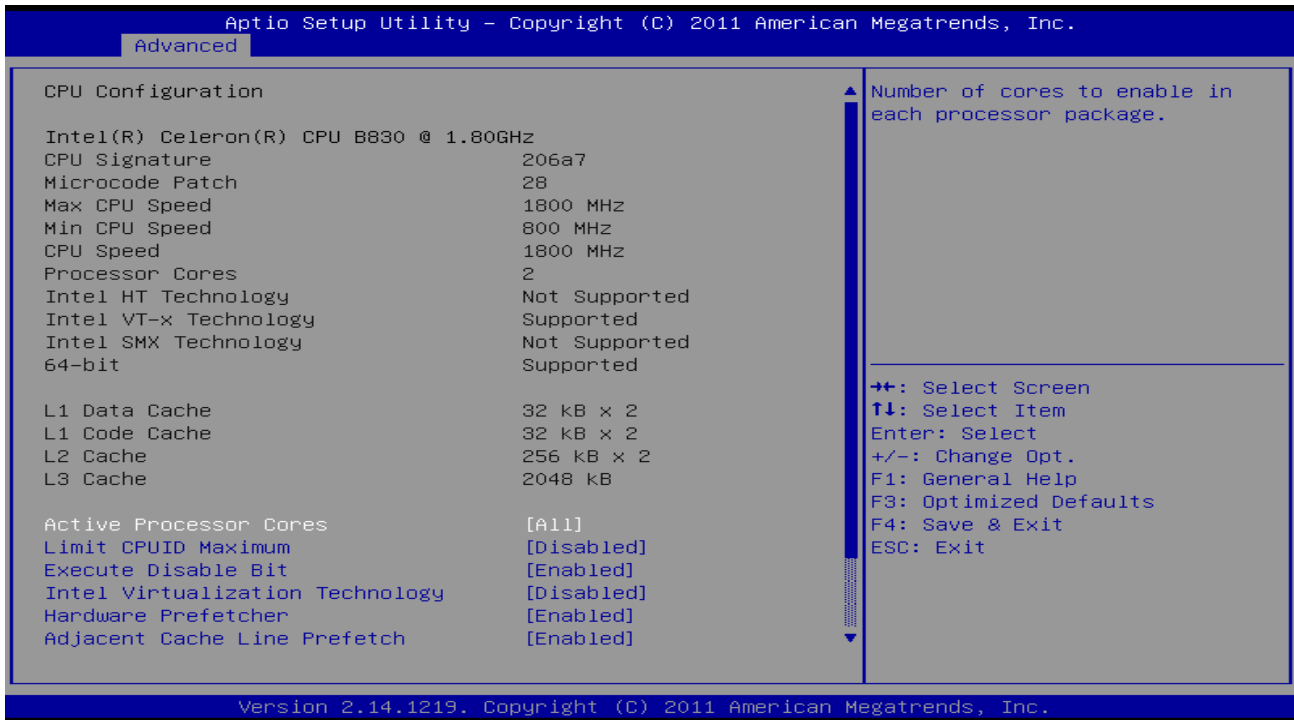 Aptio Setup Utility – Copyright (C) 2011 American Megatrends, Inc.
Advanced
CPU Configuration
Intel(R) Celeron(R) CPU B830 @ 1.80GHz
CPU Signature 206a7
Microcode Patch 28
Max CPU Speed 1800 MHz
Min CPU Speed 800 MHz
CPU Speed 1800 MHz
Processor Cores 2
Intel HT Technology Not Supported
Intel VT-x Technology Supported
Intel SMX Technology Not Supported
64-bit Supported
L1 Data Cache 32 kB x 2
L1 Code Cache 32 kB x 2
L2 Cache 256 kB x 2
L3 Cache 2048 kB
Active Processor Cores [All]
Limit CPUID Maximum [Disabled]
Execute Disable Bit [Enabled]
Intel Virtualization Technology [Disabled]
Hardware Prefetcher [Enabled]
Adjacent Cache Line Prefetch [Enabled]
Number of cores to enable in
each processor package.
→←: Select Screen
↑↓: Select Item
Enter: Select
+/-: Change Opt.
F1: General Help
F3: Optimized Defaults
F4: Save & Exit
ESC: Exit
Version 2.14.1219. Copyright (C) 2011 American Megatrends, Inc.